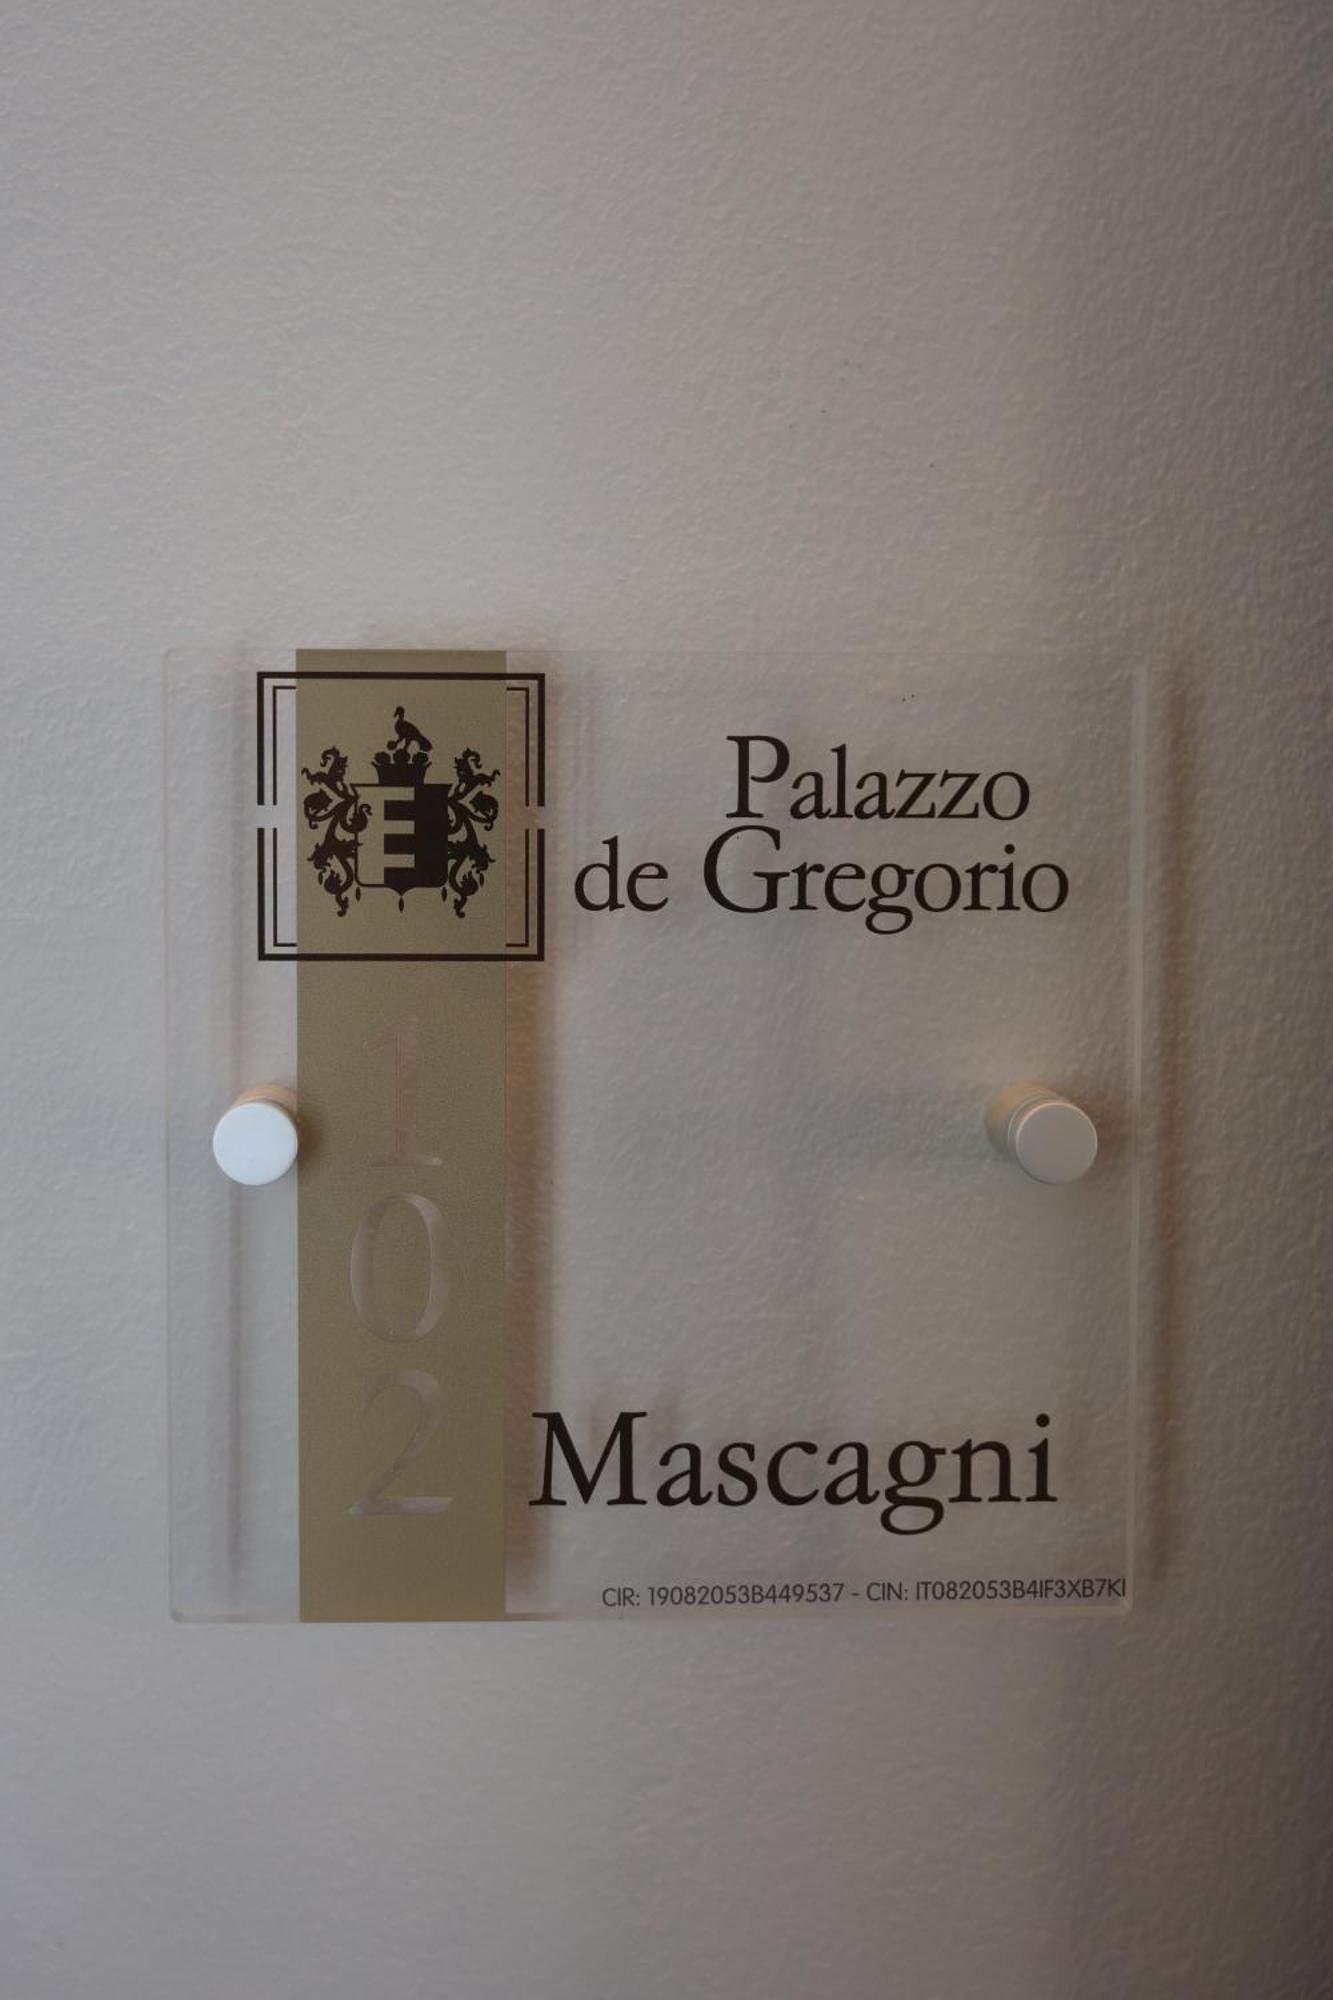 Palazzo
de Gregorio
102
Mascagni
CIR: 19082053B449537 - CIN: IT082053B4IF3XB7KI